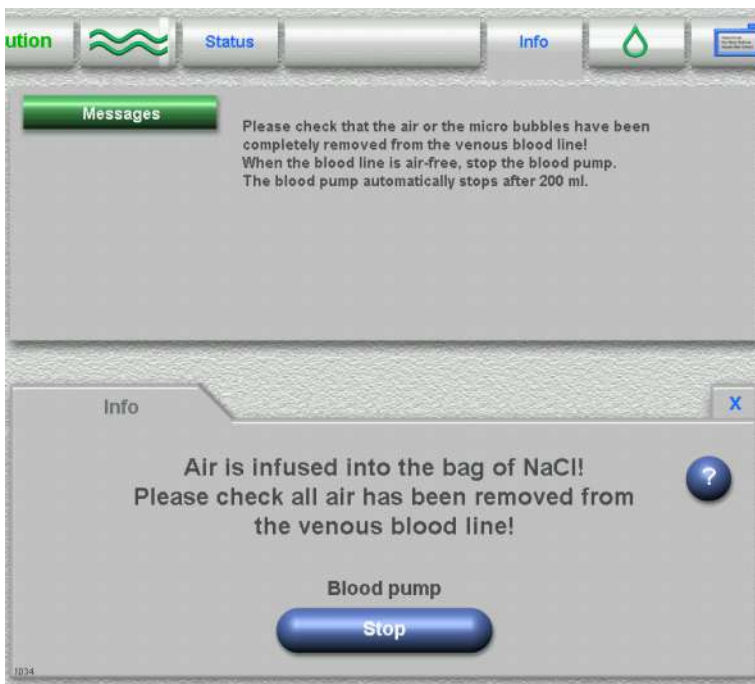 ution
Status
Info
Messages
Please check that the air or the micro bubbles have been
completely removed from the venous blood line!
When the blood line is air-free, stop the blood pump.
The blood pump automatically stops after 200 ml.
Info
X
Air is infused into the bag of NaCl!
?
Please check all air has been removed from
the venous blood line!
Blood pump
Stop
1034